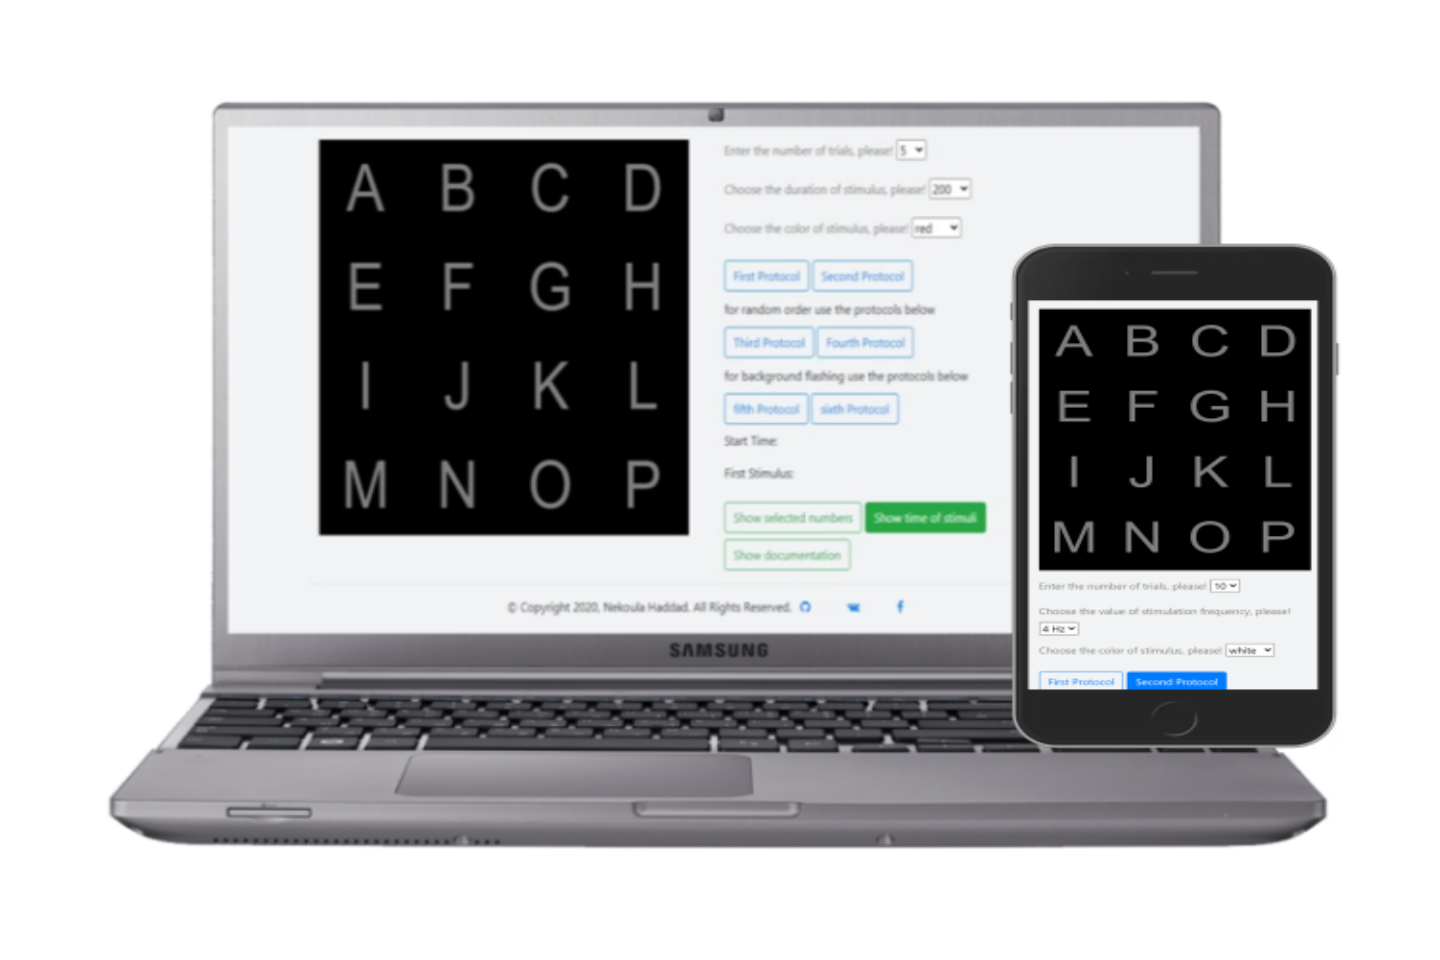 A B C D
E F G H
I J K L
M N O P
Enter the number of trials, please! 5
Choose the duration of stimulus, please! 200
Choose the color of stimulus, please! red
First Protocol Second Protocol
for random order use the protocols below
Third Protocol Fourth Protocol
for background flashing use the protocols below
fifth Protocol sixth Protocol
Start Time:
First Stimulus:
Show selected numbers Show time of stimuli
Show documentation
© Copyright 2020, Nekoula Haddad. All Rights Reserved.
SAMSUNG
A B C D
E F G H
I J K L
M N O P
Enter the number of trials, please! 10
Choose the value of stimulation frequency, please!
4 Hz
Choose the color of stimulus, please! white
First Protocol Second Protocol